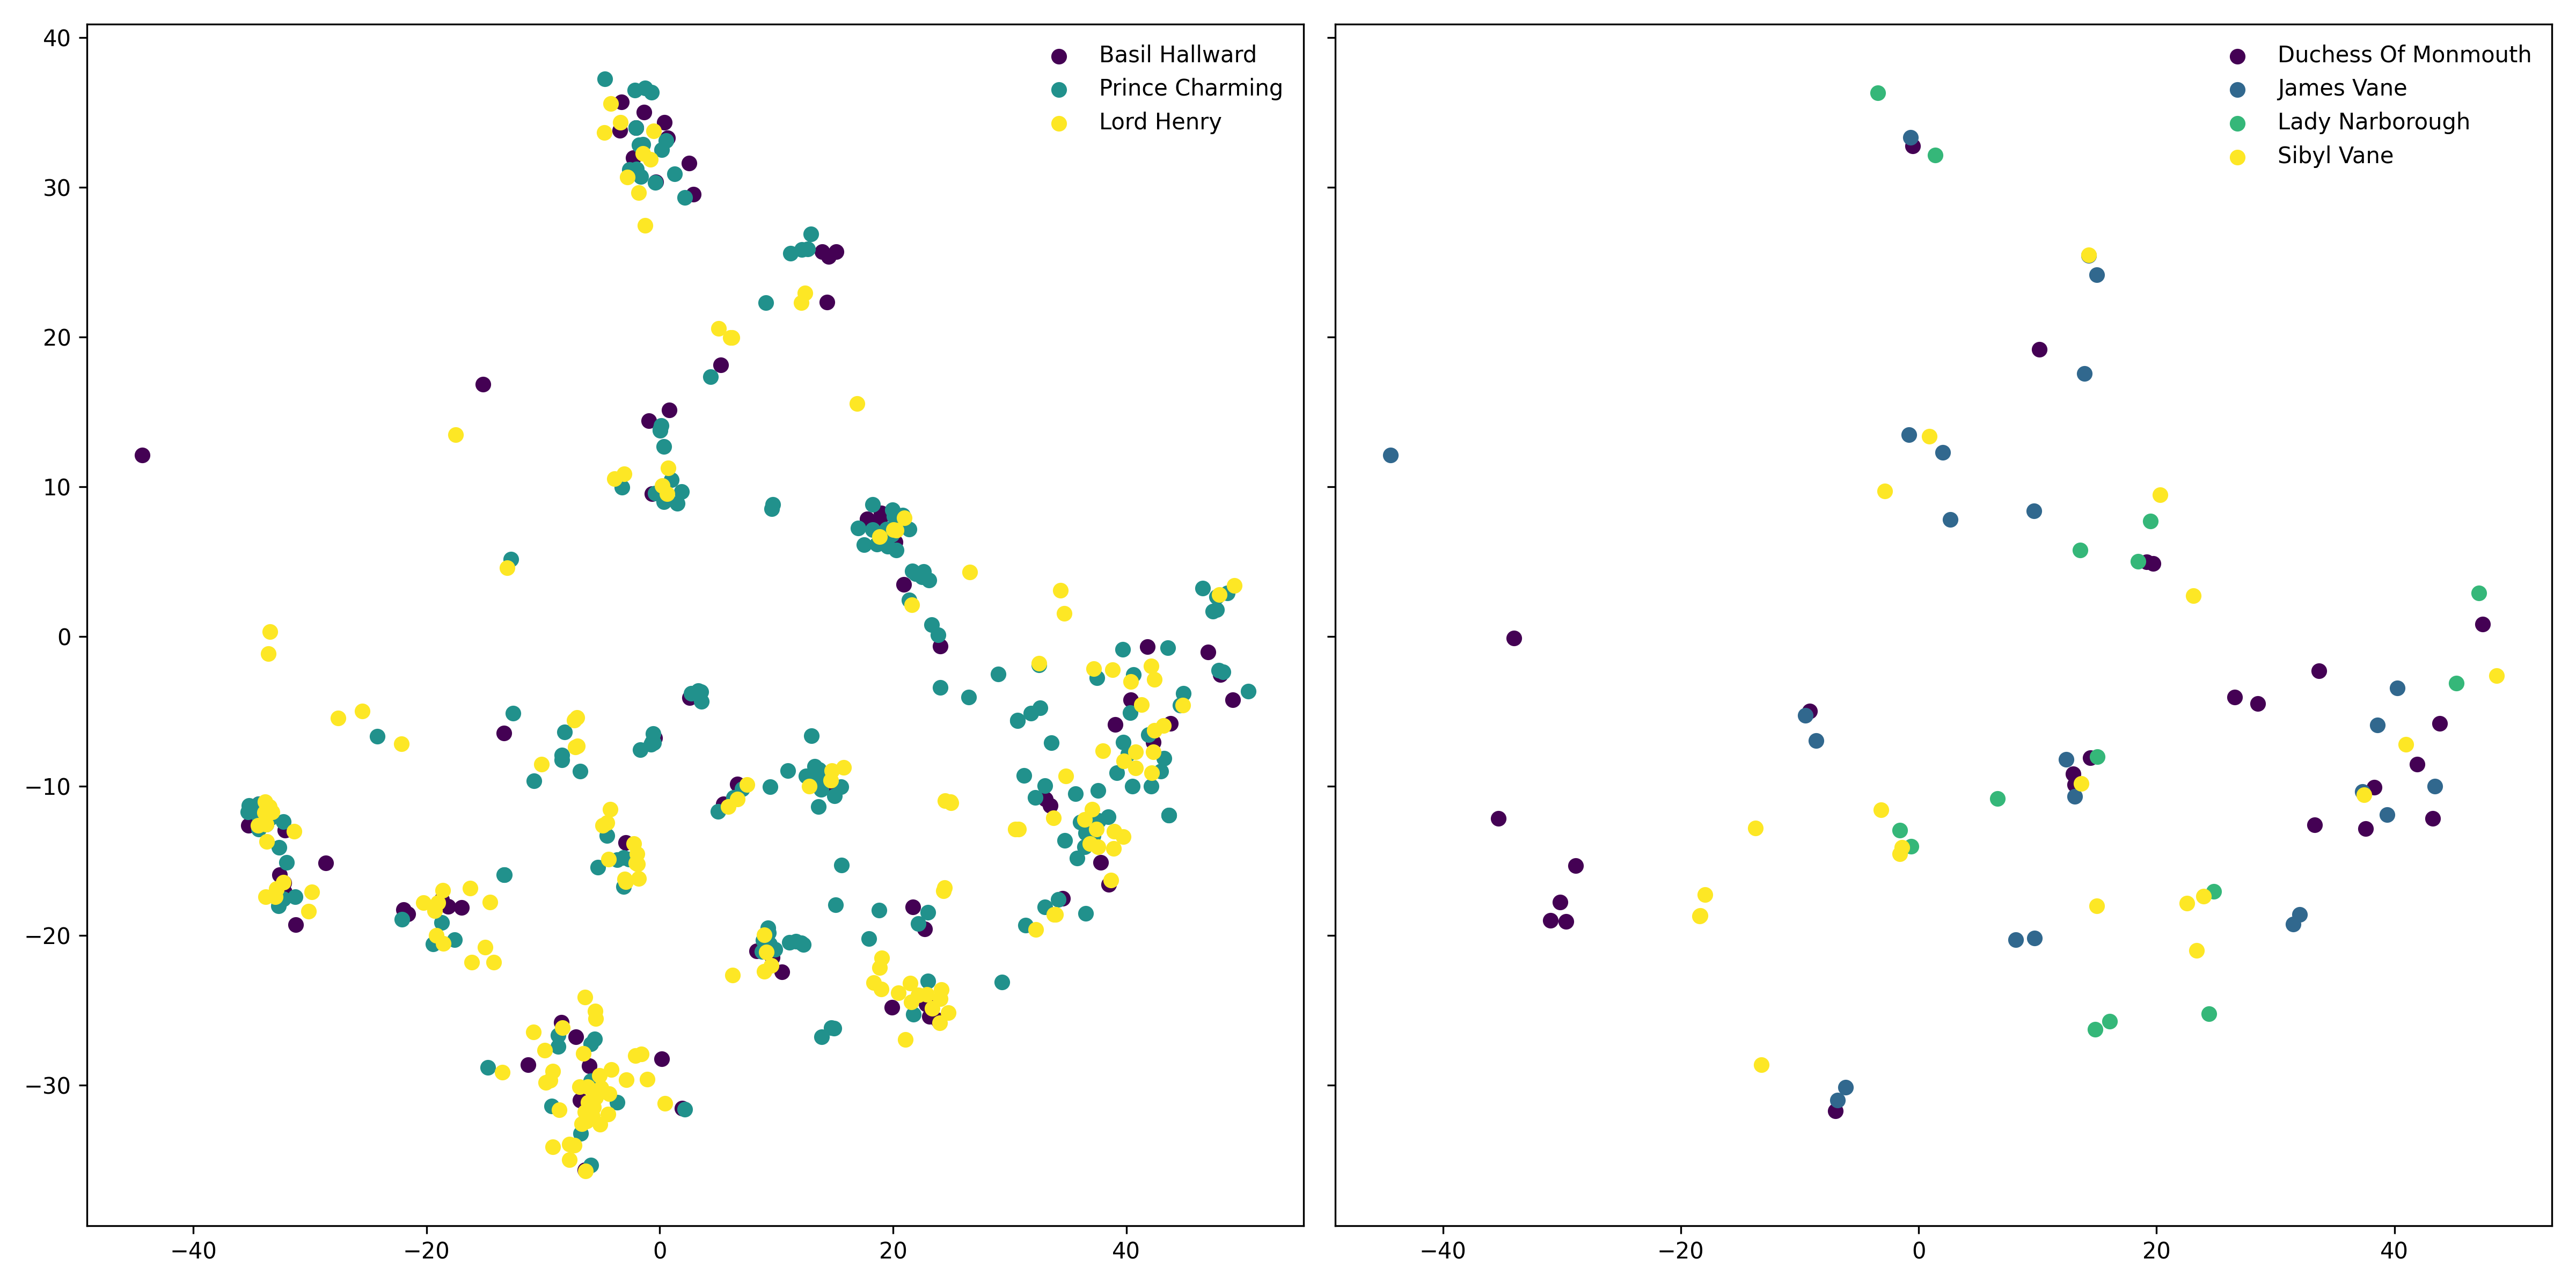 Basil Hallward
Prince Charming
Lord Henry
40
30
20
10
0
−10
−20
−30
−40
−20
0
20
40
Duchess Of Monmouth
James Vane
Lady Narborough
Sibyl Vane
−40
−20
0
20
40